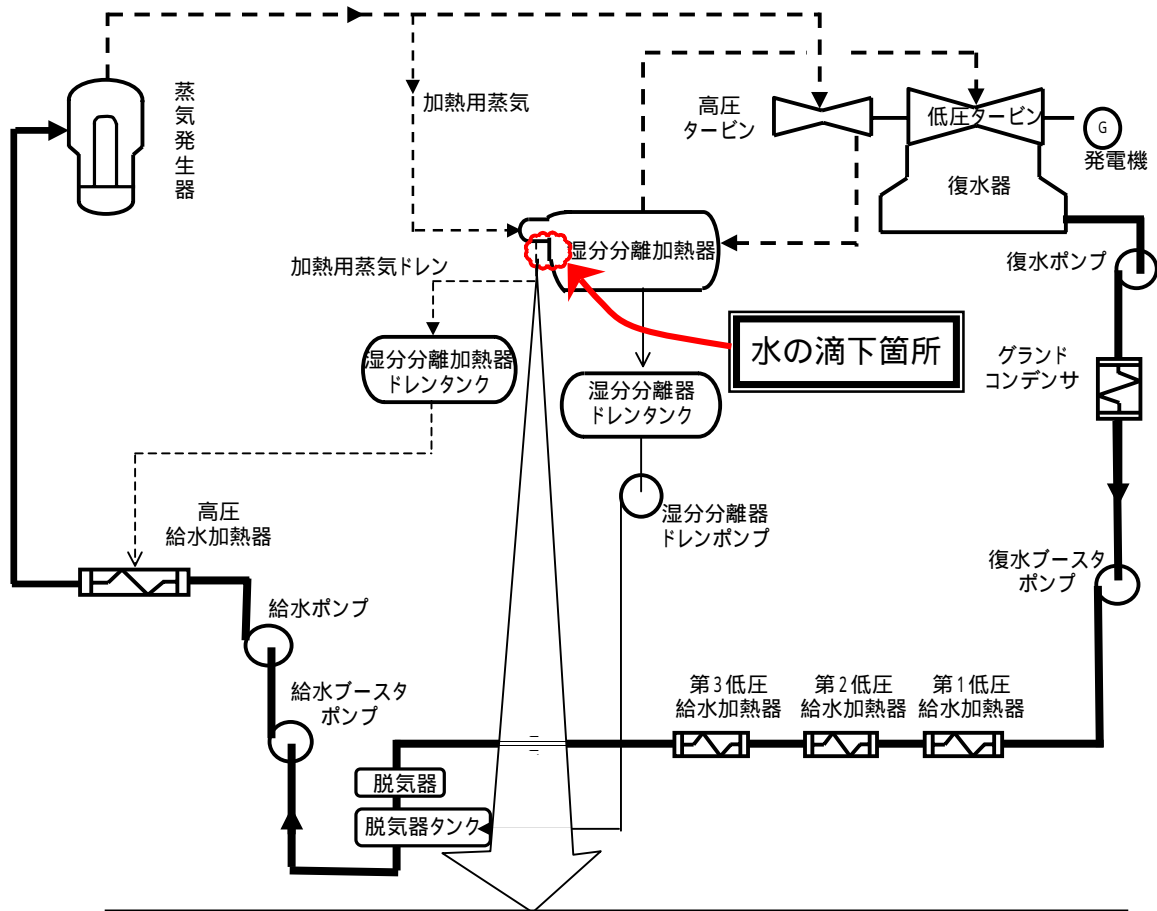 蒸気発生器
加熱用蒸気
高圧
タービン
低圧タービン
G
発電機
復水器
湿分分離加熱器
加熱用蒸気ドレン
復水ポンプ
水の滴下箇所
湿分分離加熱器
ドレンタンク
湿分分離器
ドレンタンク
グランド
コンデンサ
高圧
給水加熱器
湿分分離器
ドレンポンプ
復水ブースタ
ポンプ
給水ポンプ
給水ブースタ
ポンプ
第3低圧
給水加熱器
第2低圧
給水加熱器
第1低圧
給水加熱器
脱気器
脱気器タンク